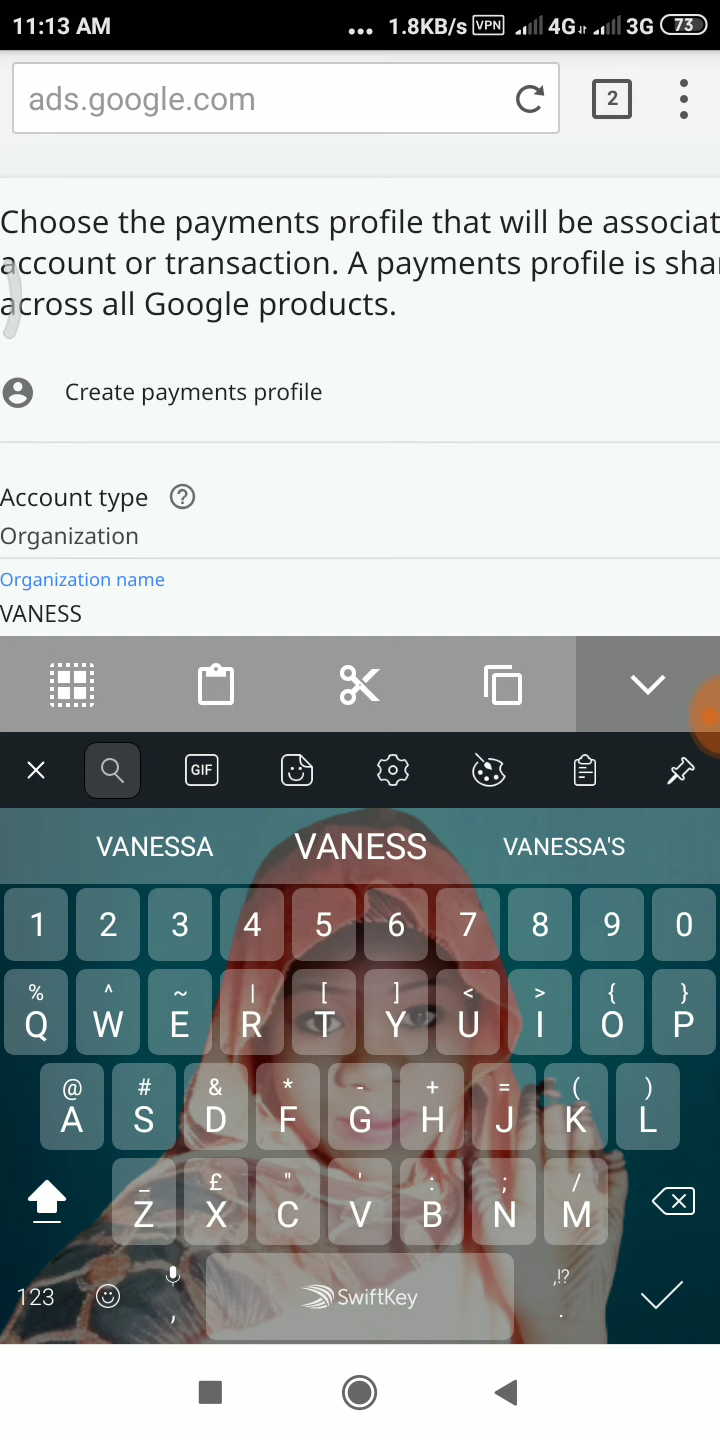 11:13 AM ... 1.8KB/s VPN 4G 3G 73
ads.google.com 2
Choose the payments profile that will be associat
account or transaction. A payments profile is shar
across all Google products.
Create payments profile
Account type ?
Organization
Organization name
VANESS
GIF
VANESSA VANESS VANESSA'S
1 2 3 4 5 6 7 8 9 0
% ^ ~ | [ ] < > { }
Q W E R T Y U I O P
@ # & * - + = ( )
A S D F G H J K L
_ £ " ' : ; /
Z X C V B N M
123 , SwiftKey ,!? .